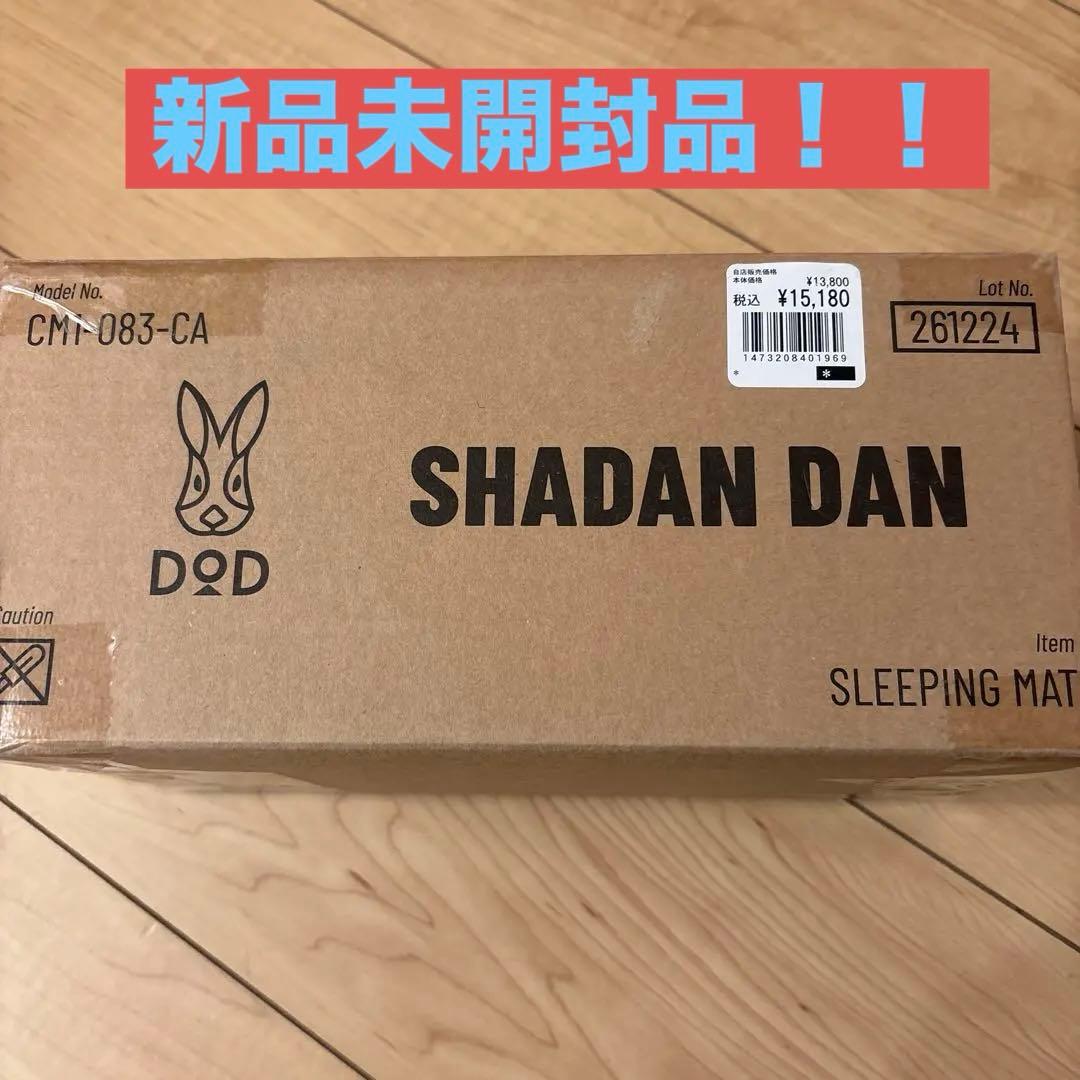 新品未開封品！！
Model No.
CM1-083-CA
自店販売価格
本体価格 ¥13,800
税込 ¥15,180
1473208401969
* *
Lot No.
261224
SHADAN DAN
DOD
Caution
Item
SLEEPING MAT